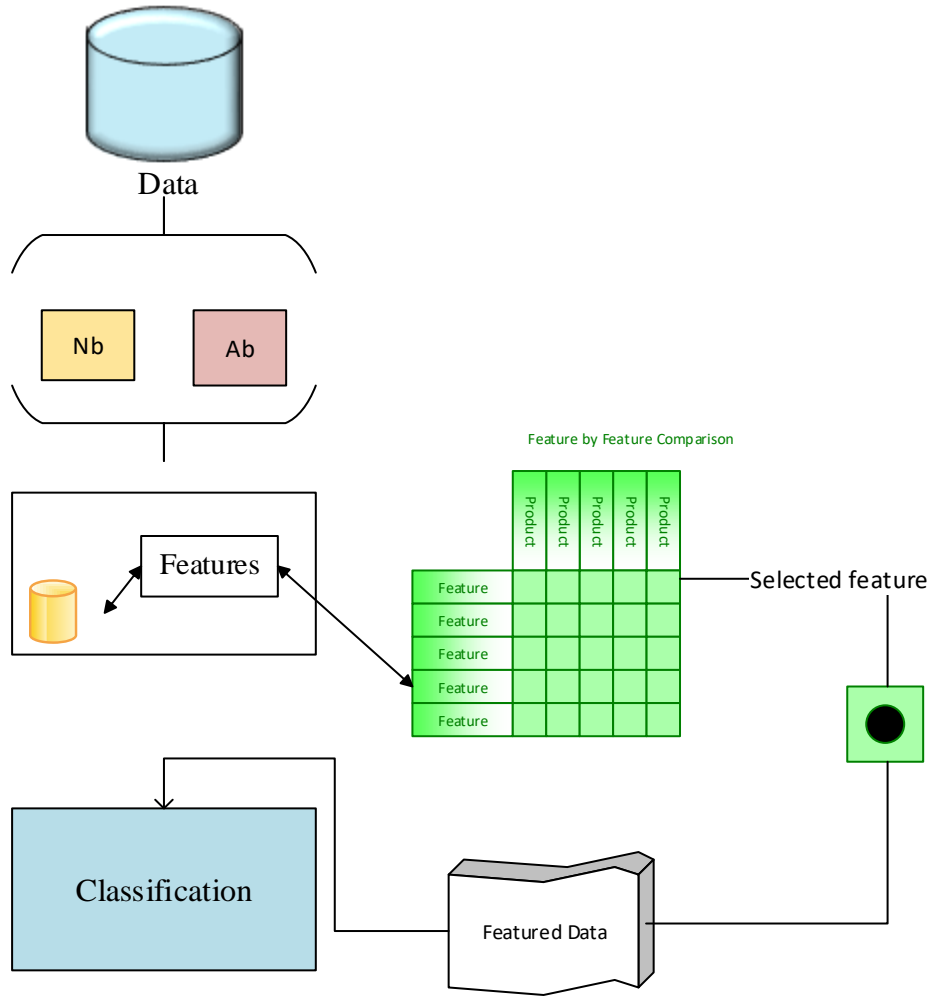 Data
Nb
Ab
Feature by Feature Comparison
Product
Product
Product
Product
Product
Features
Feature
Feature
Feature
Feature
Feature
Selected feature
Classification
Featured Data